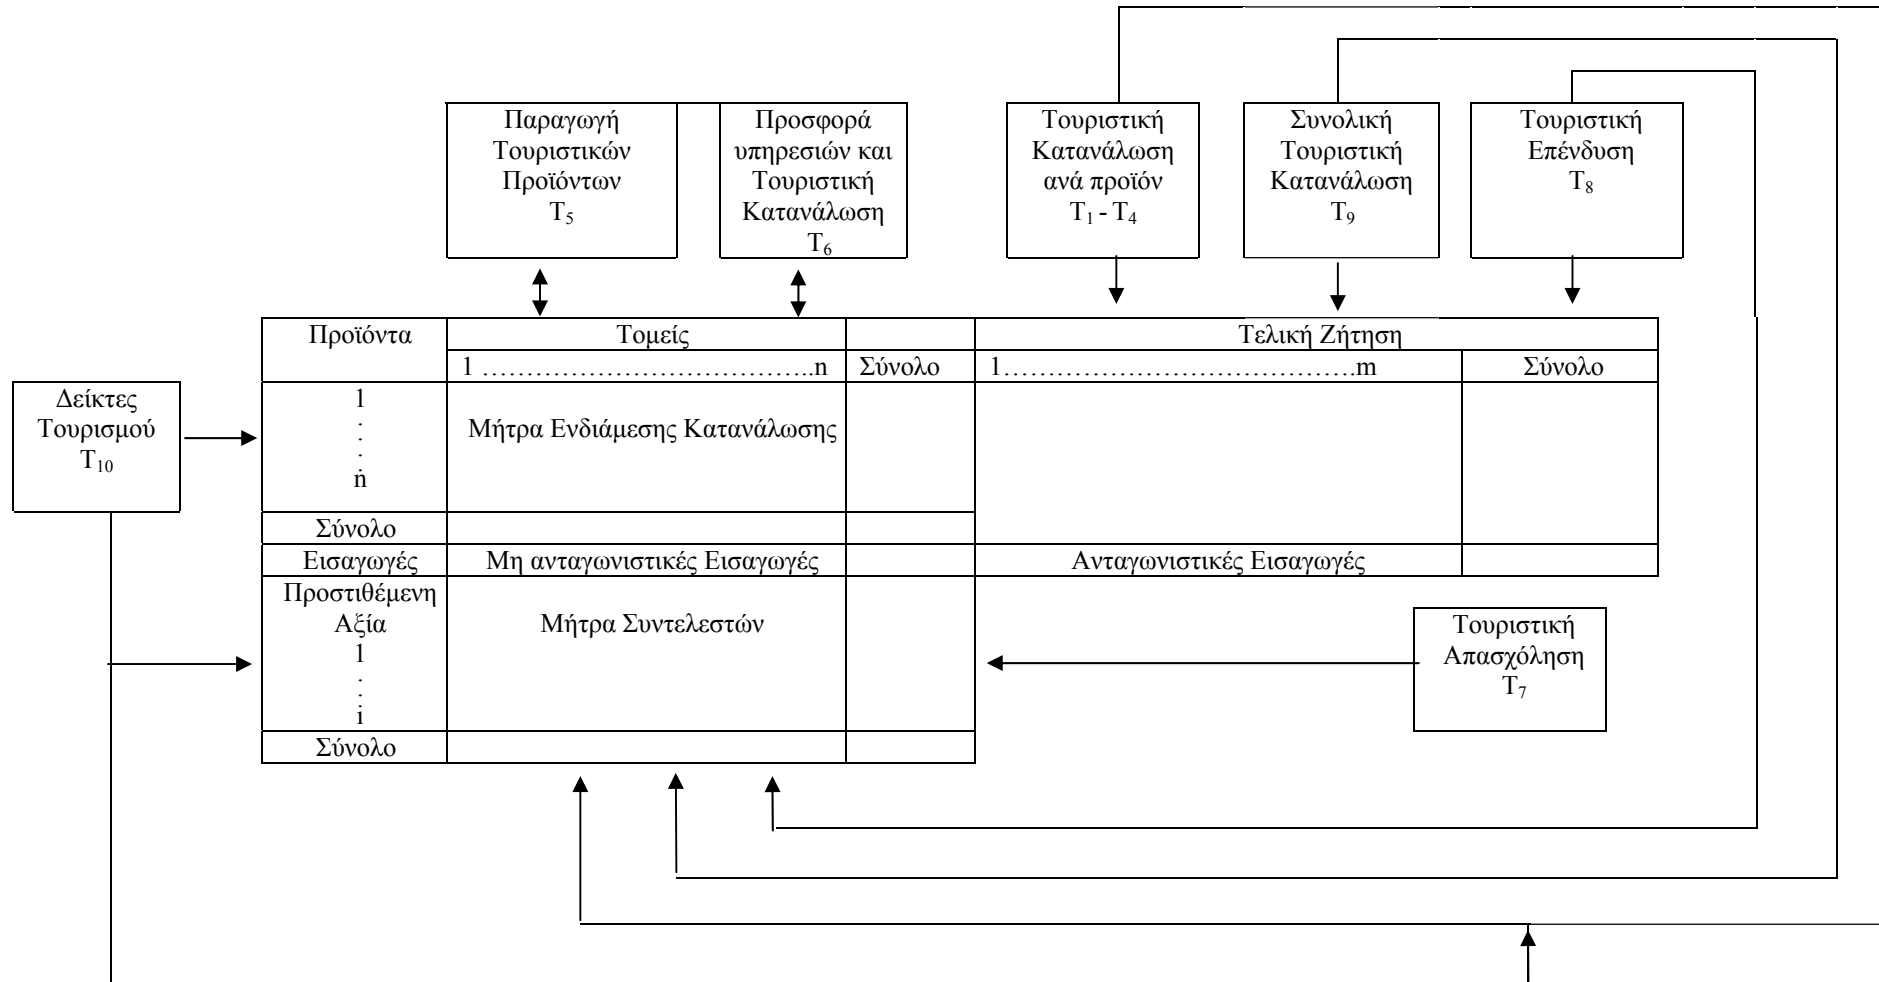 Παραγωγή
Τουριστικών
Προϊόντων
T5
Προσφορά
υπηρεσιών και
Τουριστική
Κατανάλωση
T6
Τουριστική
Κατανάλωση
ανά προϊόν
T1 - T4
Συνολική
Τουριστική
Κατανάλωση
T9
Τουριστική
Επένδυση
T8
Προϊόντα Τομείς Τελική Ζήτηση
1 ………………………………..n Σύνολο 1………………………………….m Σύνολο
Δείκτες
Τουρισμού
T10
1
.
.
.
.
n
Μήτρα Ενδιάμεσης Κατανάλωσης
Σύνολο
Εισαγωγές Μη ανταγωνιστικές Εισαγωγές Ανταγωνιστικές Εισαγωγές
Προστιθέμενη
Αξία
1
.
.
.
i
Μήτρα Συντελεστών
Τουριστική
Απασχόληση
T7
Σύνολο